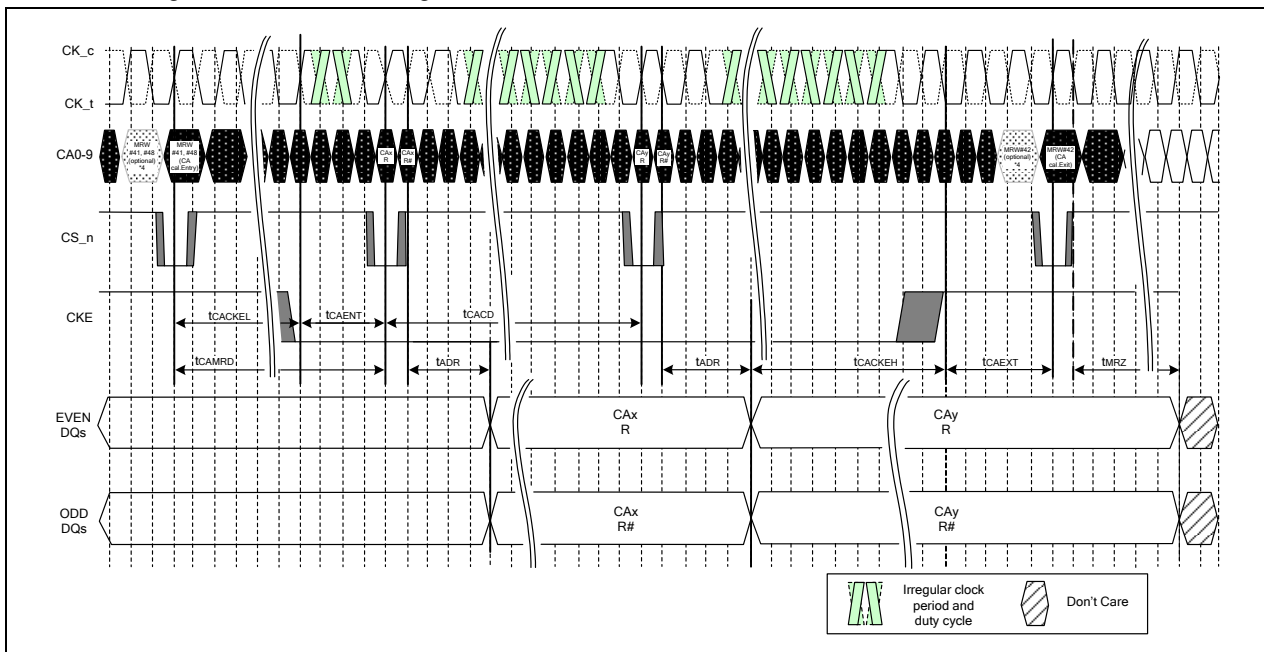 CK_c
CK_t
CA0-9
MRW
#41, #48
(optional)
*4
MRW
#41, #48
(CA
cal.Entry)
CAx
R
CAx
R#
CAy
R
CAy
R#
MRW#42
(optional)
*4
MRW#42
(CA
cal.Exit)
CS_n
CKE
tCACKEL
tCAENT
tCACD
tCAMRD
tADR
tADR
tCACKEH
tCAEXT
tMRZ
EVEN
DQs
CAx
R
CAy
R
ODD
DQs
CAx
R#
CAy
R#
Irregular clock
period and
duty cycle
Don't Care